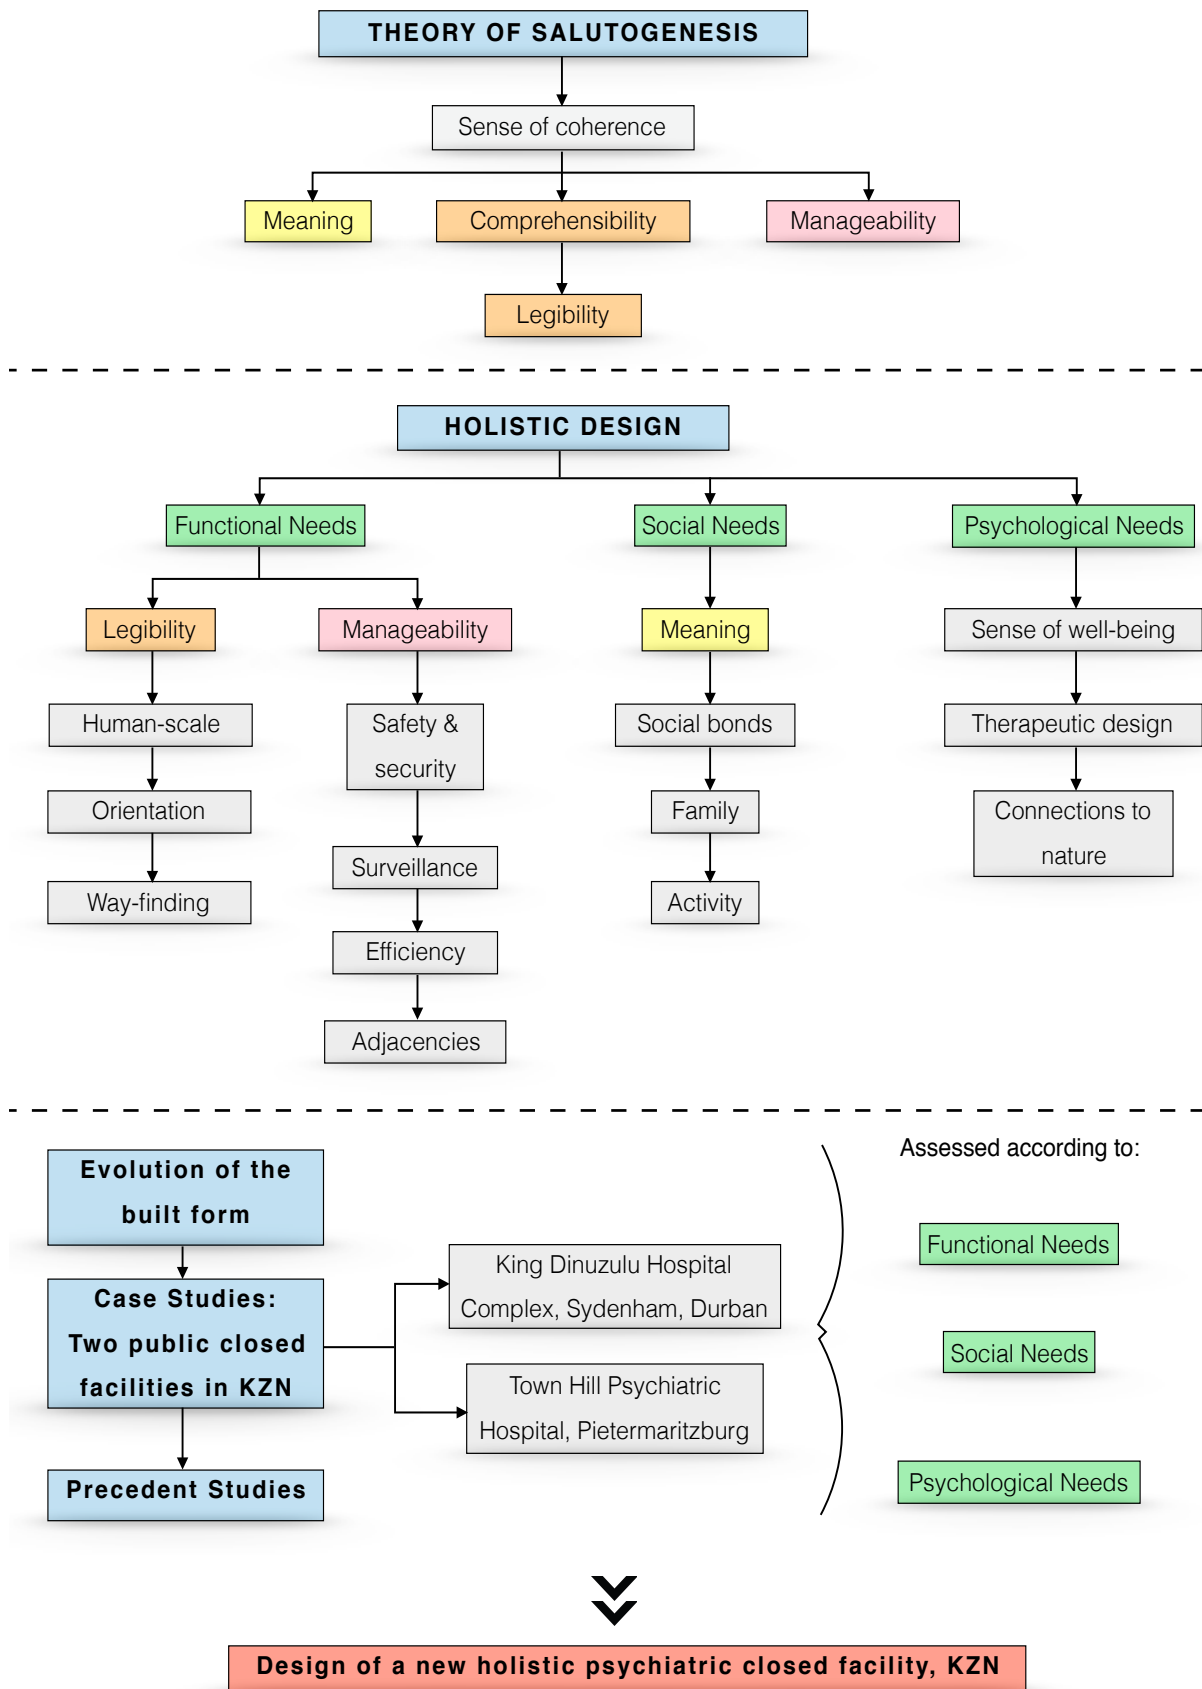 THEORY OF SALUTOGENESIS
Sense of coherence
Meaning
Comprehensibility
Manageability
Legibility
HOLISTIC DESIGN
Functional Needs
Social Needs
Psychological Needs
Legibility
Manageability
Meaning
Sense of well-being
Human-scale
Safety &
security
Social bonds
Therapeutic design
Orientation
Surveillance
Family
Connections to
nature
Way-finding
Efficiency
Activity
Adjacencies
Evolution of the
built form
Case Studies:
Two public closed
facilities in KZN
Precedent Studies
King Dinuzulu Hospital
Complex, Sydenham, Durban
Town Hill Psychiatric
Hospital, Pietermaritzburg
Assessed according to:
Functional Needs
Social Needs
Psychological Needs
Design of a new holistic psychiatric closed facility, KZN